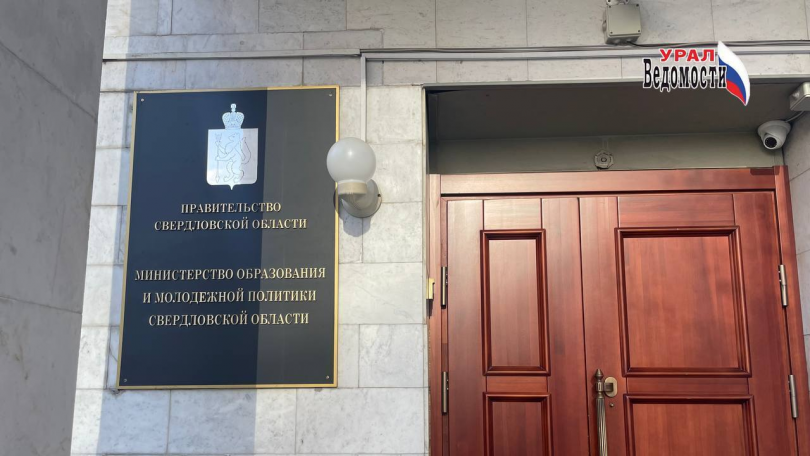 УРАЛ
ВЕДОМОСТИ
ПРАВИТЕЛЬСТВО
СВЕРДЛОВСКОЙ ОБЛАСТИ
МИНИСТЕРСТВО ОБРАЗОВАНИЯ
И МОЛОДЕЖНОЙ ПОЛИТИКИ
СВЕРДЛОВСКОЙ ОБЛАСТИ